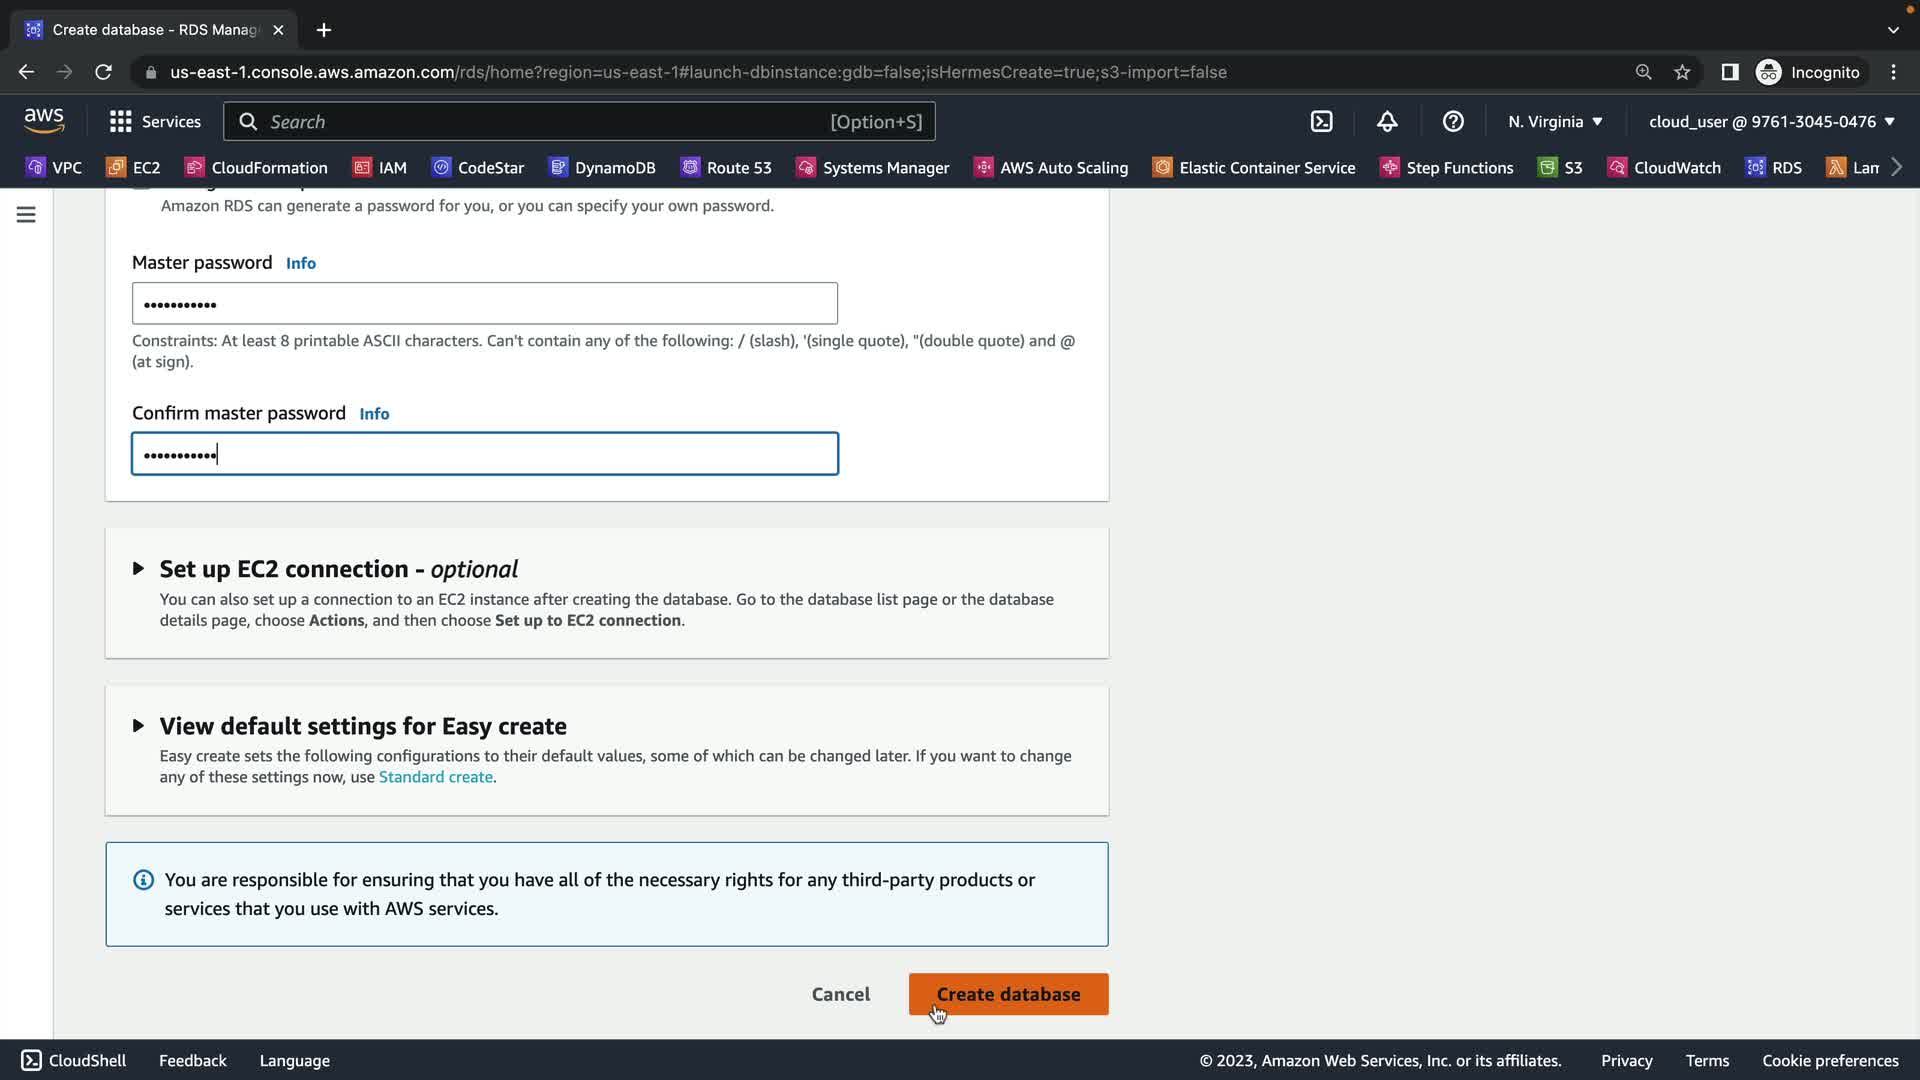 Create database - RDS Manag
us-east-1.console.aws.amazon.com/rds/home?region=us-east-1#launch-dbinstance:gdb=false;isHermesCreate=true;s3-import=false
Incognito
aws
Services
Search
[Option+S]
N. Virginia
cloud_user @ 9761-3045-0476
VPC
EC2
CloudFormation
IAM
CodeStar
DynamoDB
Route 53
Systems Manager
AWS Auto Scaling
Elastic Container Service
Step Functions
S3
CloudWatch
RDS
Lam
Amazon RDS can generate a password for you, or you can specify your own password.
Master password Info
•••••••••••
Constraints: At least 8 printable ASCII characters. Can't contain any of the following: / (slash), '(single quote), "(double quote) and @
(at sign).
Confirm master password Info
•••••••••••
Set up EC2 connection - optional
You can also set up a connection to an EC2 instance after creating the database. Go to the database list page or the database
details page, choose Actions, and then choose Set up to EC2 connection.
View default settings for Easy create
Easy create sets the following configurations to their default values, some of which can be changed later. If you want to change
any of these settings now, use Standard create.
You are responsible for ensuring that you have all of the necessary rights for any third-party products or
services that you use with AWS services.
Cancel
Create database
CloudShell
Feedback
Language
© 2023, Amazon Web Services, Inc. or its affiliates.
Privacy
Terms
Cookie preferences